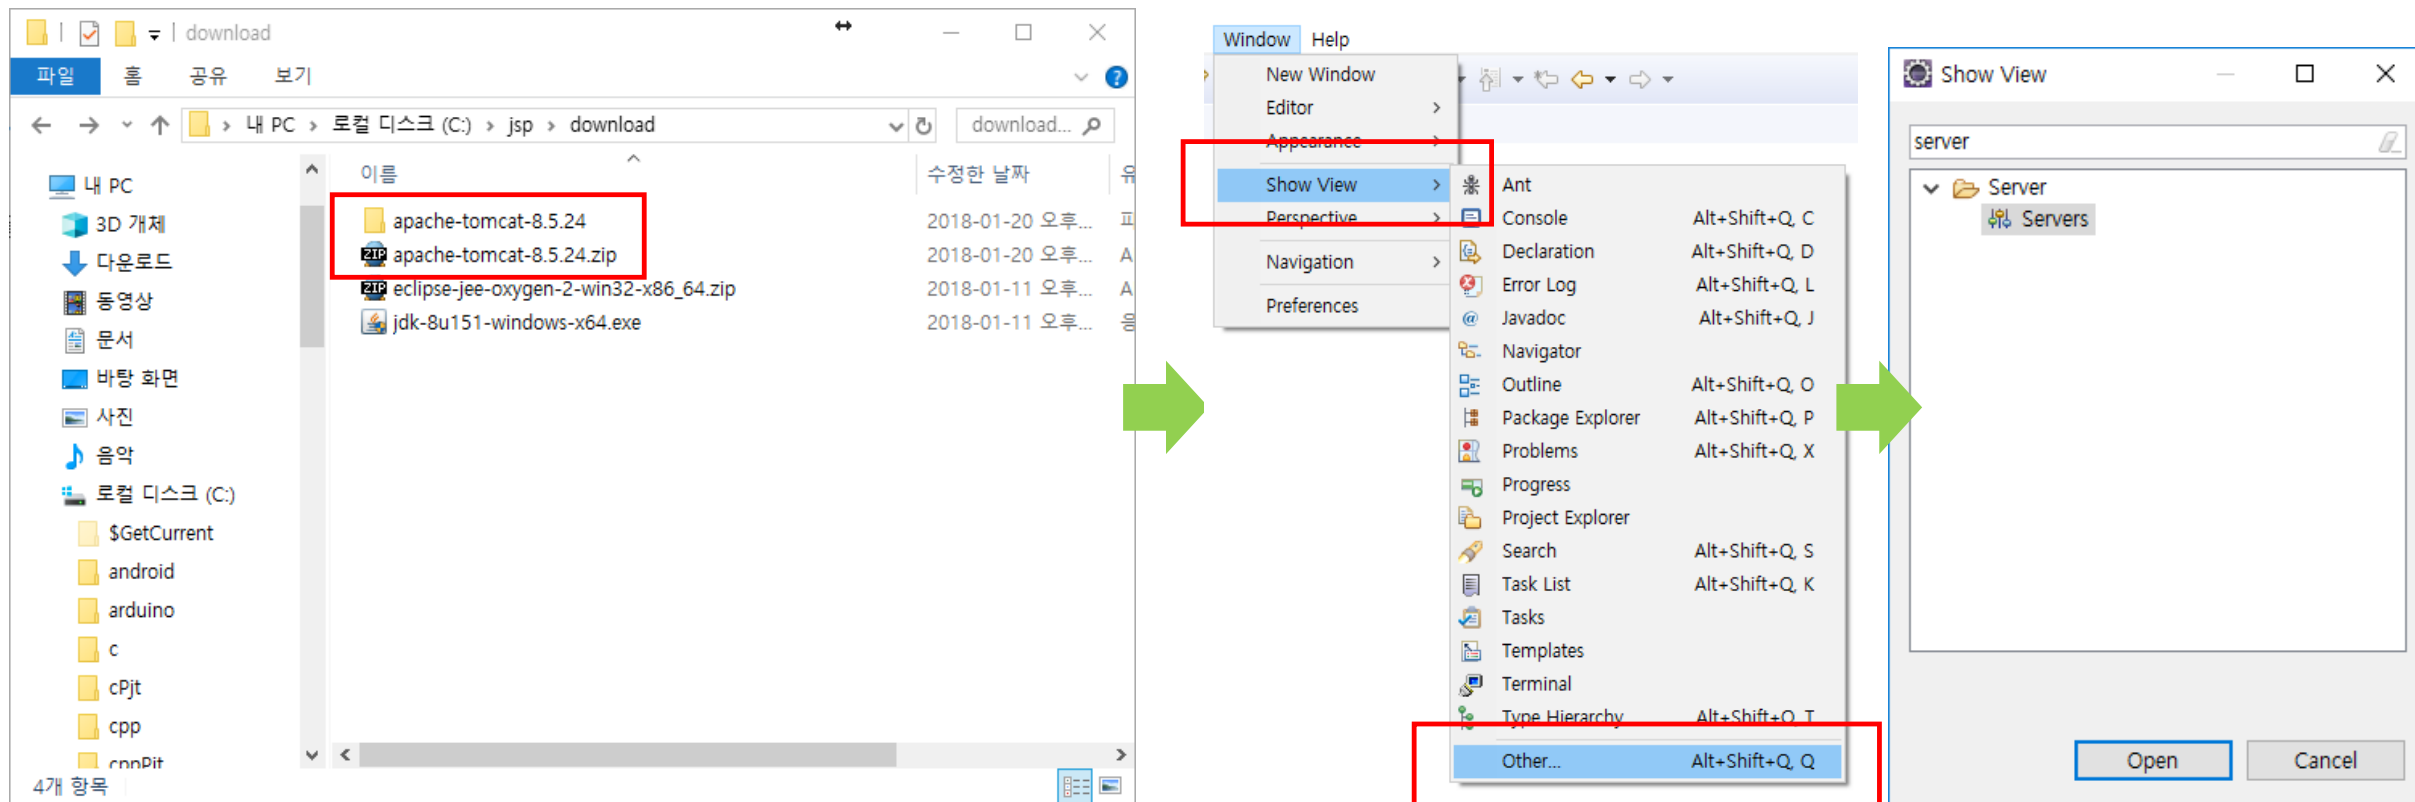 download
파일 홈 공유 보기
내 PC > 로컬 디스크 (C:) > jsp > download
download...
내 PC
3D 개체
다운로드
동영상
문서
바탕 화면
사진
음악
로컬 디스크 (C:)
$GetCurrent
android
arduino
c
cPjt
cpp
cppPjt
이름 수정한 날짜 유
apache-tomcat-8.5.24 2018-01-20 오후...
apache-tomcat-8.5.24.zip 2018-01-20 오후... A
eclipse-jee-oxygen-2-win32-x86_64.zip 2018-01-11 오후... A
jdk-8u151-windows-x64.exe 2018-01-11 오후... 응
4개 항목
Window Help
New Window
Editor
Appearance
Show View
Perspective
Navigation
Preferences
Ant
Console Alt+Shift+Q, C
Declaration Alt+Shift+Q, D
Error Log Alt+Shift+Q, L
Javadoc Alt+Shift+Q, J
Navigator
Outline Alt+Shift+Q, O
Package Explorer Alt+Shift+Q, P
Problems Alt+Shift+Q, X
Progress
Project Explorer
Search Alt+Shift+Q, S
Task List Alt+Shift+Q, K
Tasks
Templates
Terminal
Type Hierarchy Alt+Shift+Q, T
Other... Alt+Shift+Q, Q
Show View
server
Server
Servers
Open Cancel